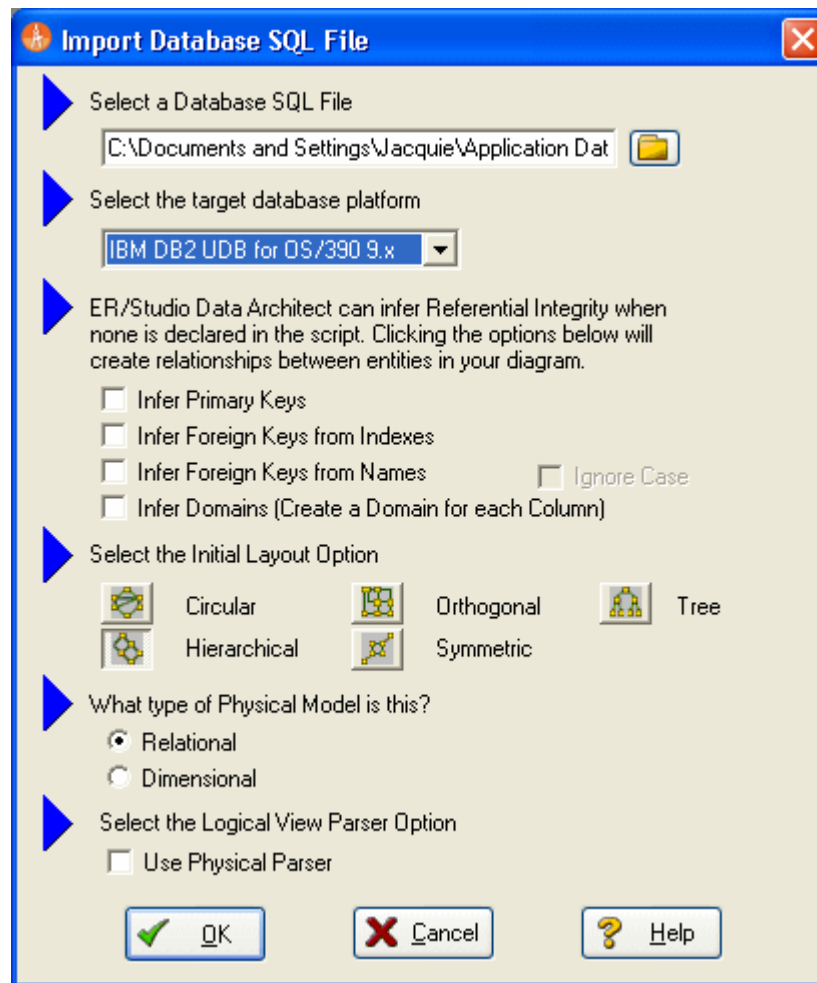 Import Database SQL File
Select a Database SQL File
C:\Documents and Settings\Jacquie\Application Dat
Select the target database platform
IBM DB2 UDB for OS/390 9.x
ER/Studio Data Architect can infer Referential Integrity when
none is declared in the script. Clicking the options below will
create relationships between entities in your diagram.
Infer Primary Keys
Infer Foreign Keys from Indexes
Infer Foreign Keys from Names Ignore Case
Infer Domains (Create a Domain for each Column)
Select the Initial Layout Option
Circular Orthogonal Tree
Hierarchical Symmetric
What type of Physical Model is this?
Relational
Dimensional
Select the Logical View Parser Option
Use Physical Parser
OK Cancel Help